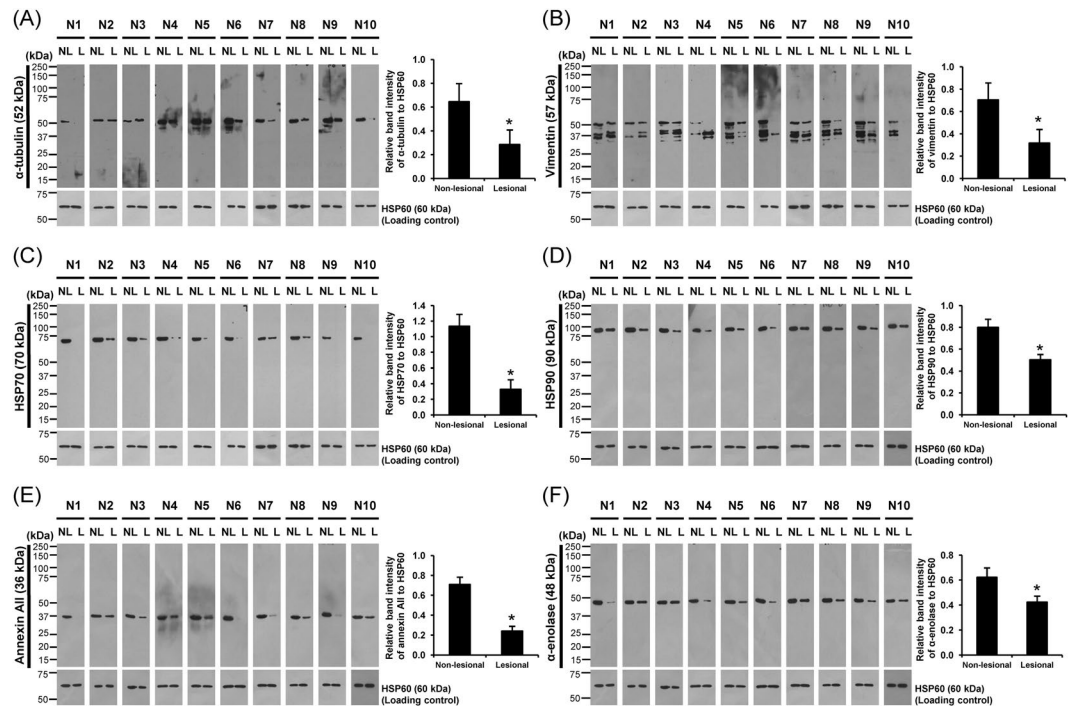 (A)
N1 N2 N3 N4 N5 N6 N7 N8 N9 N10
NL L NL L NL L NL L NL L NL L NL L NL L NL L NL L
(kDa)
250
150
75
50
37
25
20
15
75
50
α-tubulin (52 kDa)
HSP60 (60 kDa)
(Loading control)
Relative band intensity
of α-tubulin to HSP60
1.0
0.8
0.6
0.4
0.2
0.0
*
Non-lesional Lesional
(B)
N1 N2 N3 N4 N5 N6 N7 N8 N9 N10
NL L NL L NL L NL L NL L NL L NL L NL L NL L NL L
(kDa)
250
150
100
75
50
37
25
20
15
75
50
Vimentin (57 kDa)
HSP60 (60 kDa)
(Loading control)
Relative band intensity
of vimentin to HSP60
1.0
0.8
0.6
0.4
0.2
0.0
*
Non-lesional Lesional
(C)
N1 N2 N3 N4 N5 N6 N7 N8 N9 N10
NL L NL L NL L NL L NL L NL L NL L NL L NL L NL L
(kDa)
250
150
100
75
50
37
25
20
15
75
50
HSP70 (70 kDa)
HSP60 (60 kDa)
(Loading control)
Relative band intensity
of HSP70 to HSP60
1.4
1.2
1.0
0.8
0.6
0.4
0.2
0.0
*
Non-lesional Lesional
(D)
N1 N2 N3 N4 N5 N6 N7 N8 N9 N10
NL L NL L NL L NL L NL L NL L NL L NL L NL L NL L
(kDa)
250
150
100
75
50
37
25
20
15
75
50
HSP90 (90 kDa)
HSP60 (60 kDa)
(Loading control)
Relative band intensity
of HSP90 to HSP60
1.0
0.8
0.6
0.4
0.2
0.0
*
Non-lesional Lesional
(E)
N1 N2 N3 N4 N5 N6 N7 N8 N9 N10
NL L NL L NL L NL L NL L NL L NL L NL L NL L NL L
(kDa)
250
150
100
75
50
37
25
20
15
75
50
Annexin AII (36 kDa)
HSP60 (60 kDa)
(Loading control)
Relative band intensity
of annexin AII to HSP60
1.0
0.8
0.6
0.4
0.2
0.0
*
Non-lesional Lesional
(F)
N1 N2 N3 N4 N5 N6 N7 N8 N9 N10
NL L NL L NL L NL L NL L NL L NL L NL L NL L NL L
(kDa)
250
150
100
75
50
37
25
20
15
75
50
α-enolase (48 kDa)
HSP60 (60 kDa)
(Loading control)
Relative band intensity
of α-enolase to HSP60
0.8
0.6
0.4
0.2
0.0
*
Non-lesional Lesional